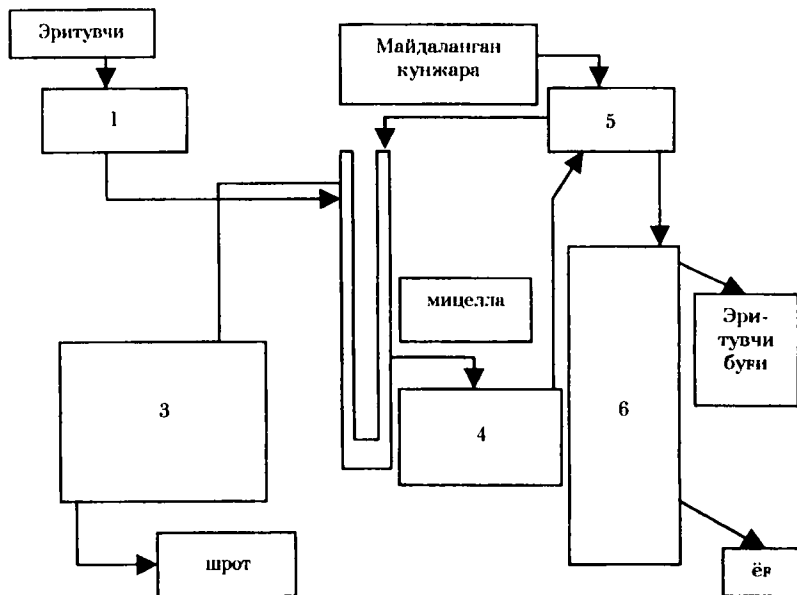 Эритувчи
Майдаланган
кунжара
1
5
мицелла
Эри-
тувчи
буғи
3
4
6
шрот
ёғ